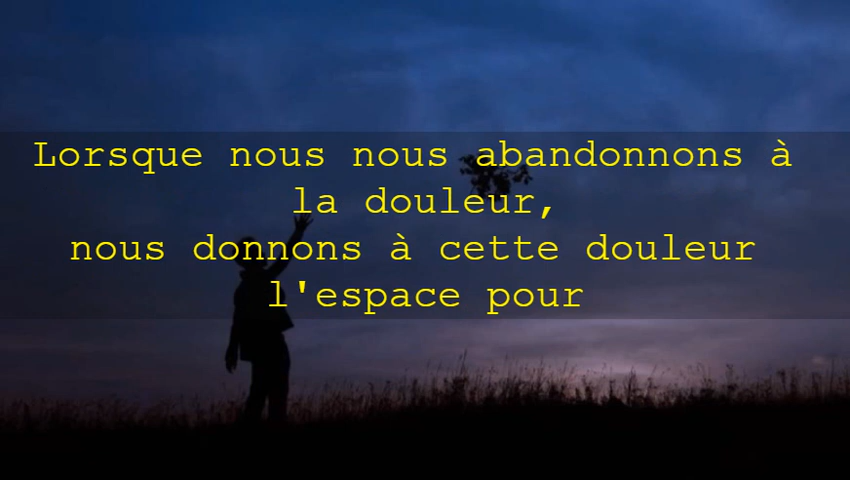 Lorsque nous nous abandonnons à
la douleur,
nous donnons à cette douleur
l'espace pour